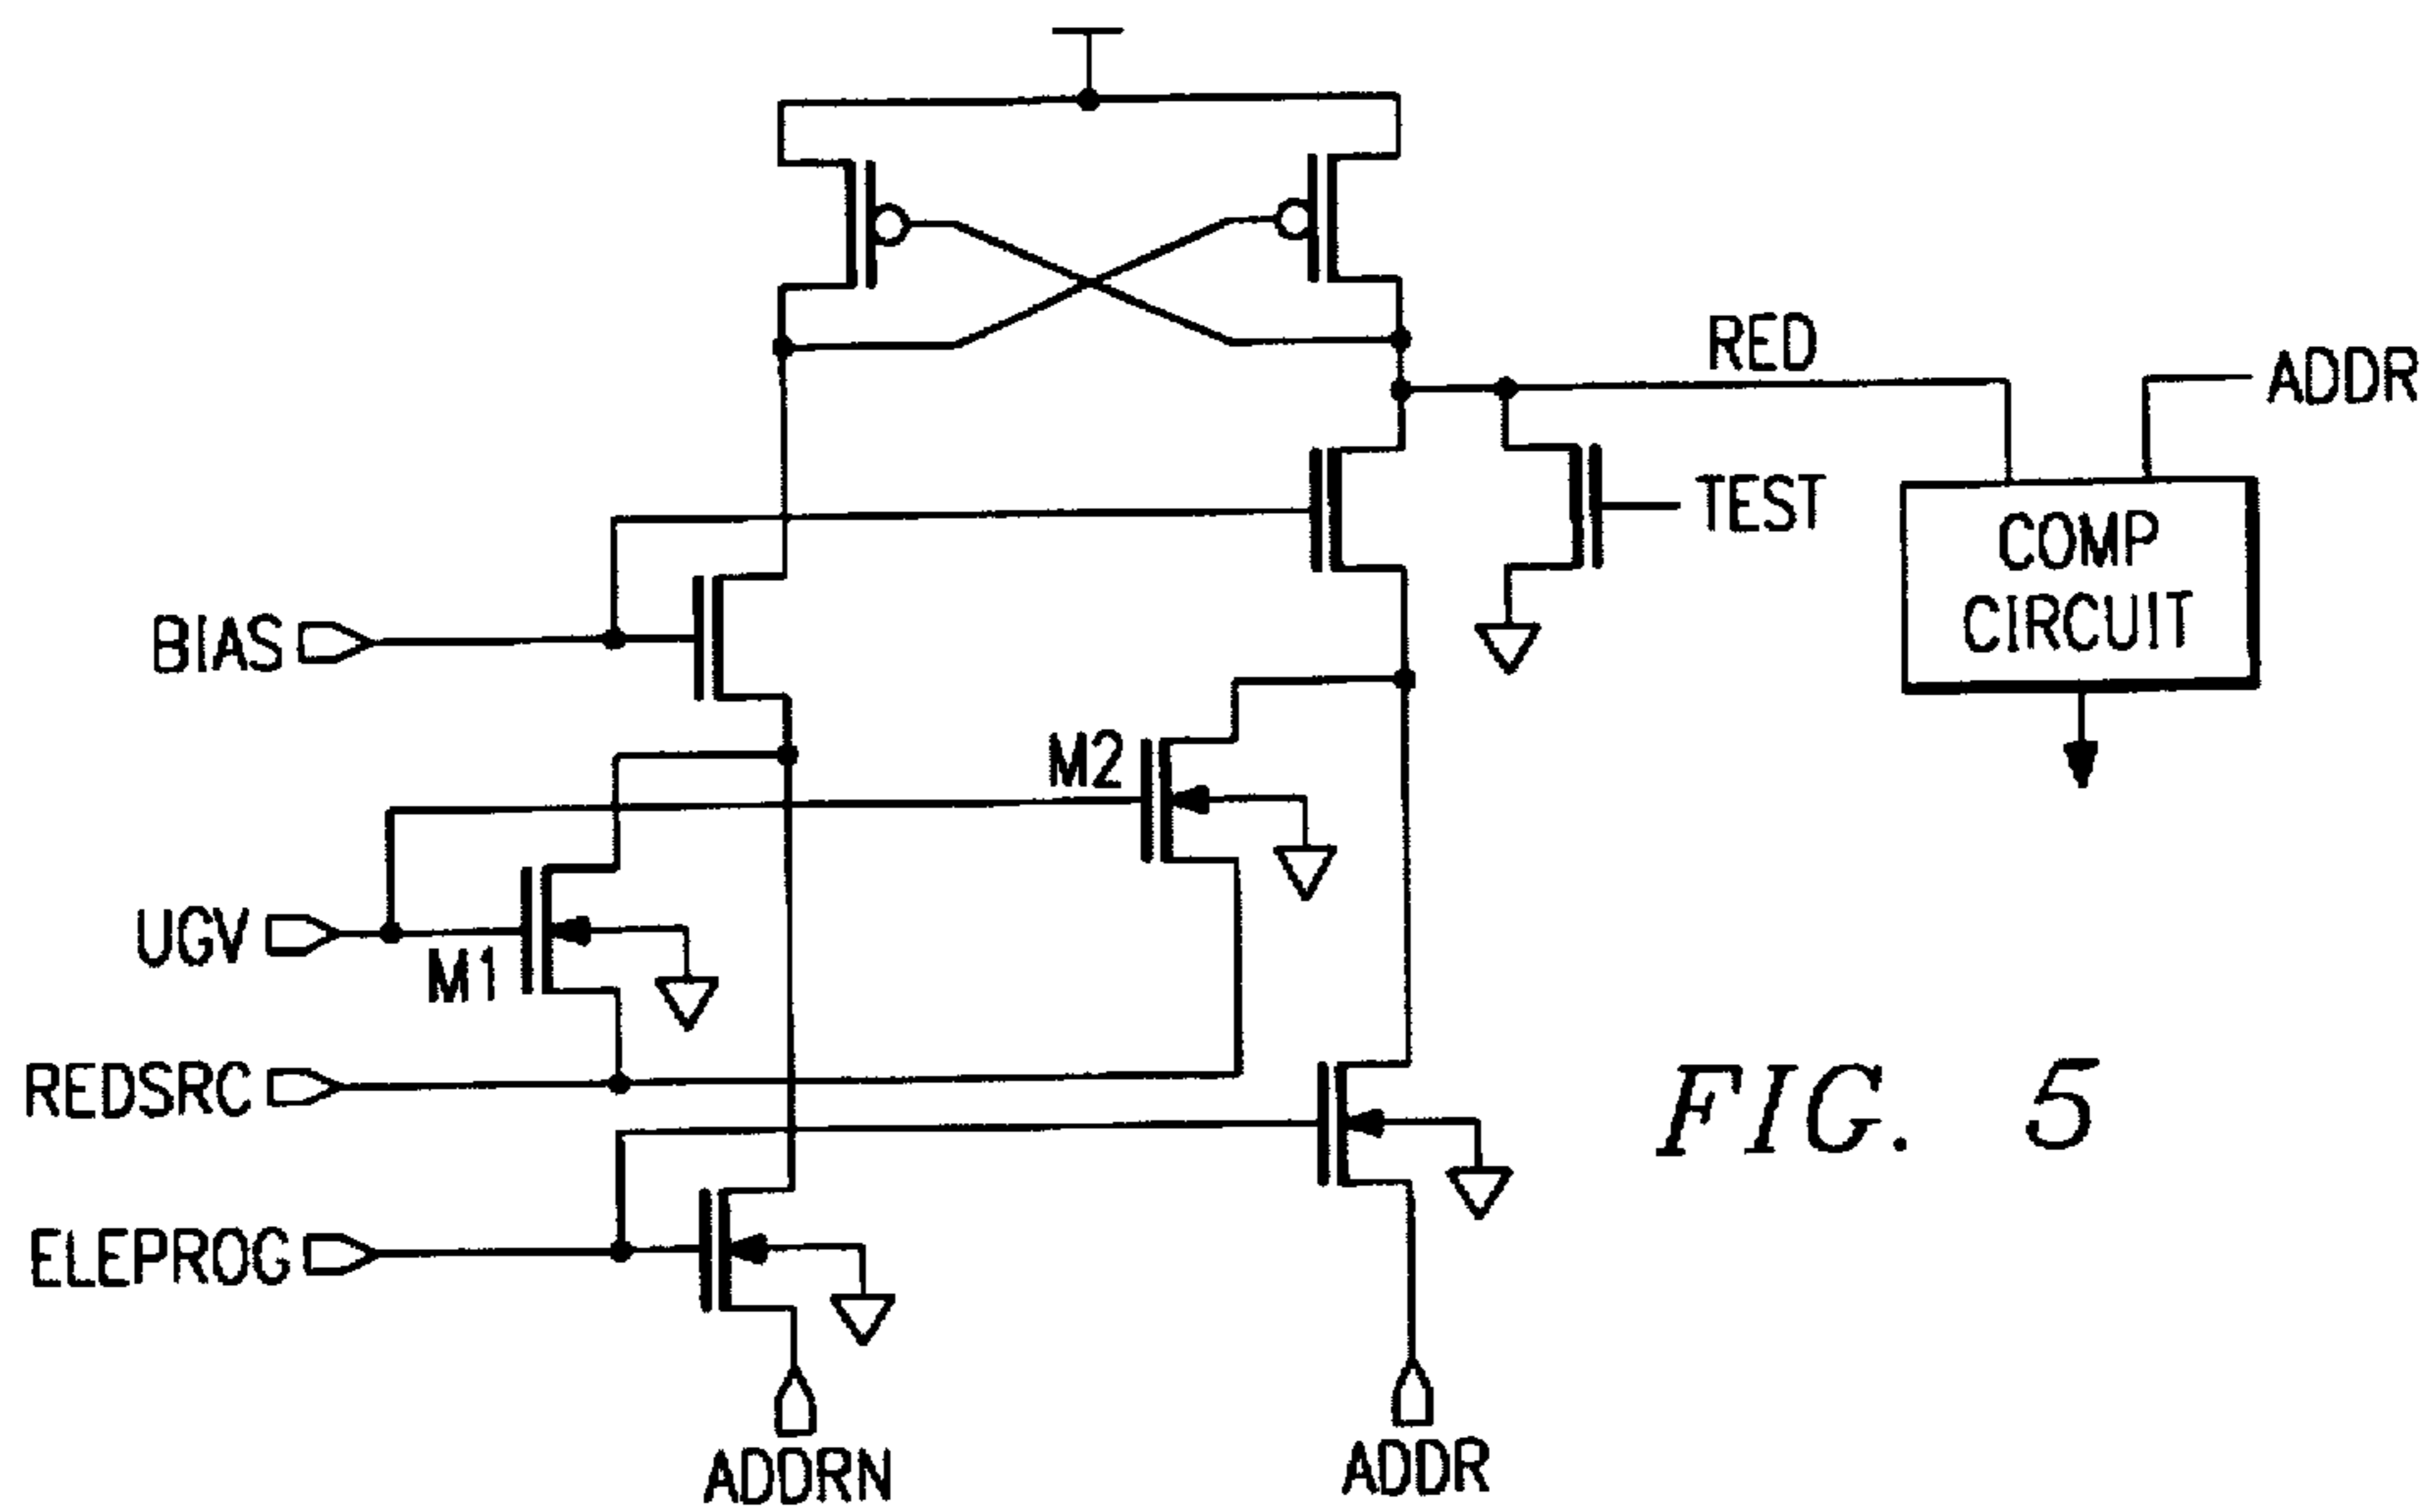 RED
ADDR
TEST
COMP
CIRCUIT
BIAS
M2
UGV
M1
REDSRC
FIG. 5
ELEPROG
ADDRN
ADDR